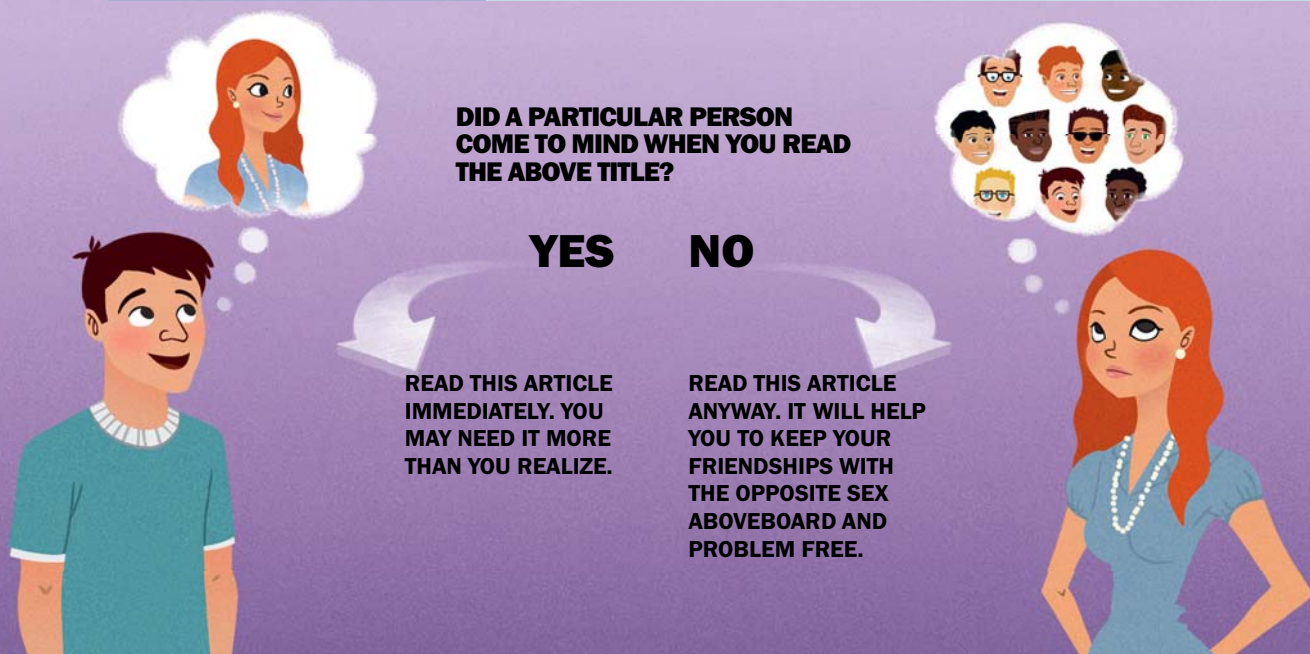 DID A PARTICULAR PERSON
COME TO MIND WHEN YOU READ
THE ABOVE TITLE?
YES NO
READ THIS ARTICLE
IMMEDIATELY. YOU
MAY NEED IT MORE
THAN YOU REALIZE.
READ THIS ARTICLE
ANYWAY. IT WILL HELP
YOU TO KEEP YOUR
FRIENDSHIPS WITH
THE OPPOSITE SEX
ABOVEBOARD AND
PROBLEM FREE.